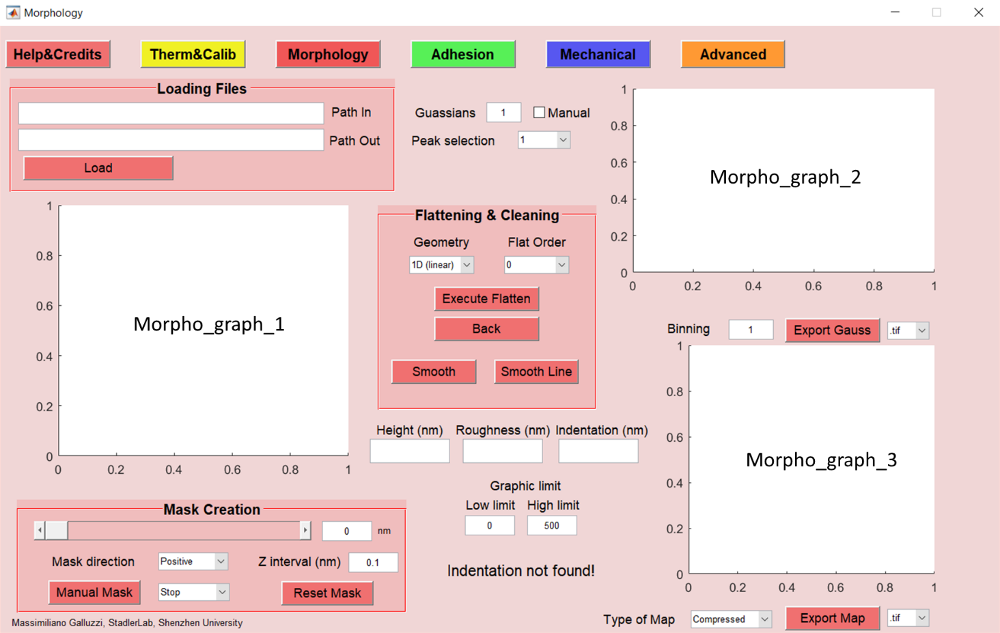 Morphology
Help&Credits Therm&Calib Morphology Adhesion Mechanical Advanced
Loading Files
Path In
Path Out
Load
Guassians 1 Manual
Peak selection 1
1
0.8
0.6
0.4
0.2
0
0 0.2 0.4 0.6 0.8 1
Morpho_graph_2
1
0.8
0.6
0.4
0.2
0
0 0.2 0.4 0.6 0.8 1
Morpho_graph_1
Flattening & Cleaning
Geometry Flat Order
1D (linear) 0
Execute Flatten
Back
Smooth Smooth Line
Binning 1 Export Gauss .tif
1
0.8
0.6
0.4
0.2
0
0 0.2 0.4 0.6 0.8 1
Morpho_graph_3
Height (nm) Roughness (nm) Indentation (nm)
Graphic limit
Low limit High limit
0 500
Indentation not found!
Mask Creation
0 nm
Mask direction Positive Z interval (nm) 0.1
Manual Mask Stop Reset Mask
Massimiliano Galluzzi, StadlerLab, Shenzhen University
Type of Map Compressed Export Map .tif